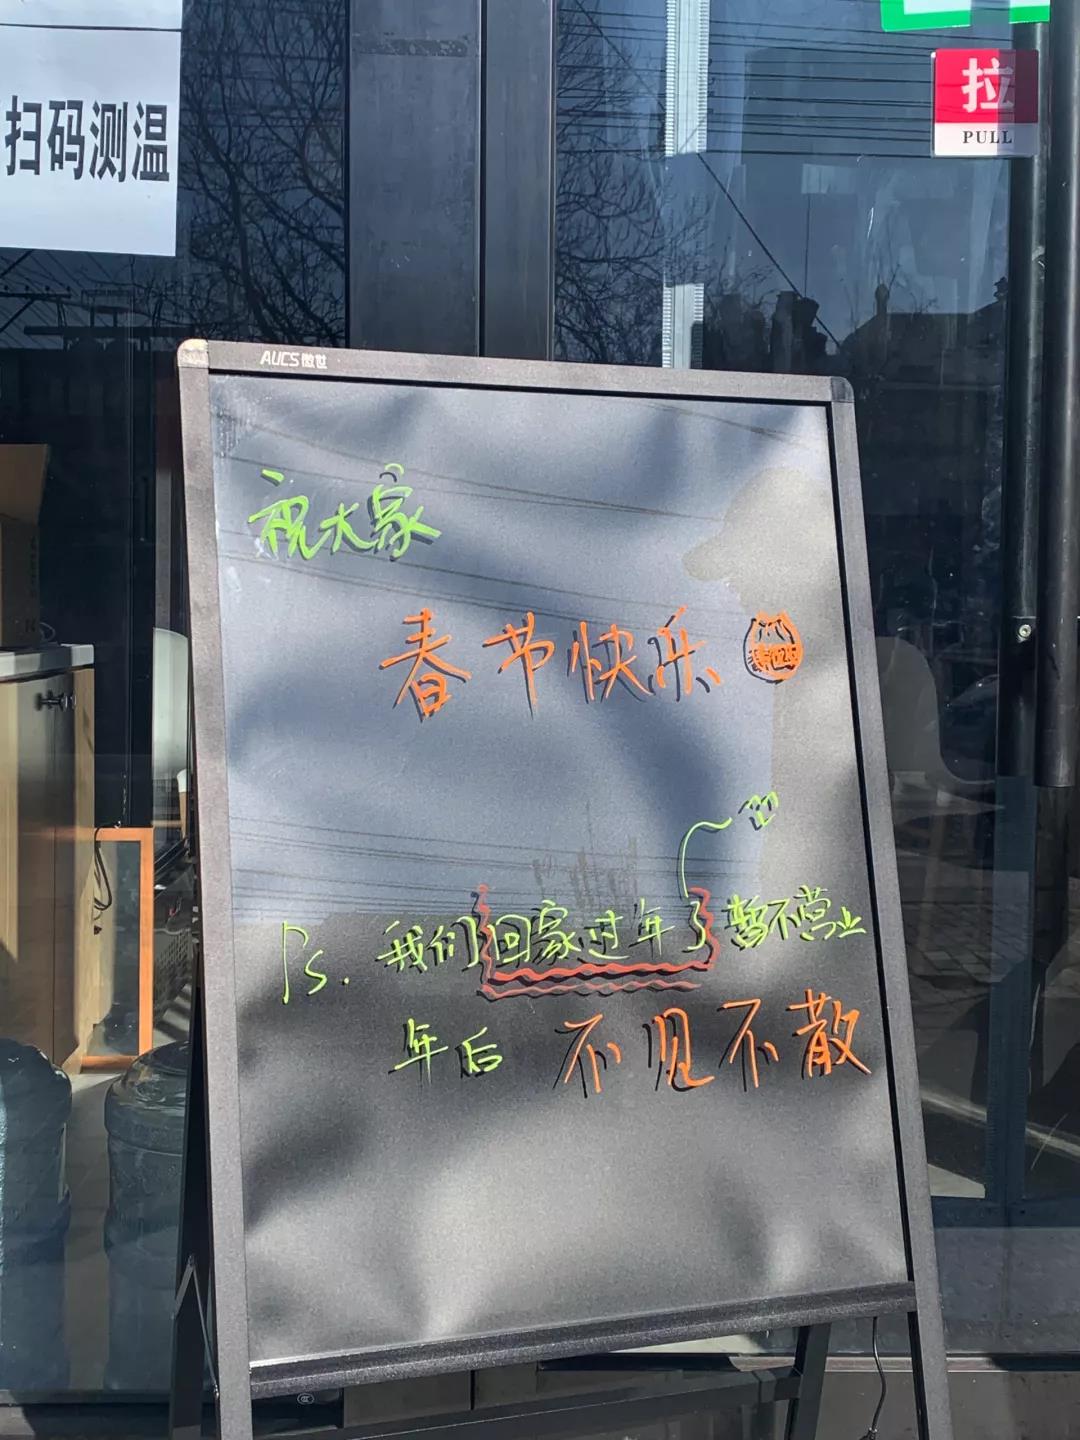 扫码测温
拉
PULL
AUCS傲世
祝大家
春节快乐
Ps. 我们回家过年了暂不营业
年后 不见不散